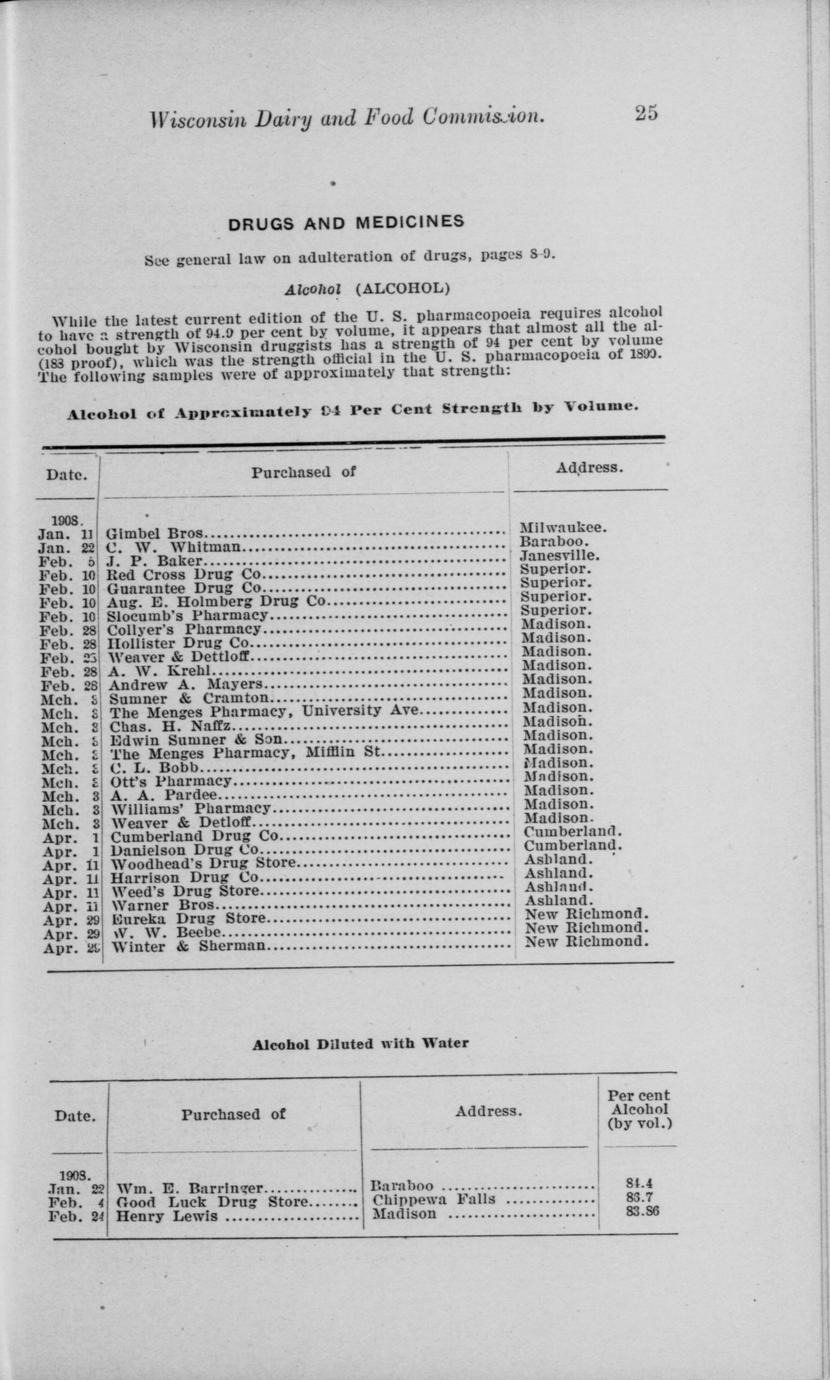 Wisconsin Dairy and Food Commission. 25
DRUGS AND MEDICINES
See general law on adulteration of drugs, pages 8-9.
Alcohol (ALCOHOL)
While the latest current edition of the U. S. pharmacopoeia requires alcohol
to have a strength of 94.9 per cent by volume, it appears that almost all the al-
cohol bought by Wisconsin druggists has a strength of 94 per cent by volume
(183 proof), which was the strength official in the U. S. pharmacopoeia of 1890.
The following samples were of approximately that strength:
Alcohol of Approximately 94 Per Cent Strength by Volume.
Date. Purchased of Address.
1908.
Jan. 11 Gimbel Bros. Milwaukee.
Jan. 22 C. W. Whitman. Baraboo.
Feb. 5 J. P. Baker. Janesville.
Feb. 10 Red Cross Drug Co. Superior.
Feb. 10 Guarantee Drug Co. Superior.
Feb. 10 Aug. E. Holmberg Drug Co. Superior.
Feb. 10 Slocumb's Pharmacy. Superior.
Feb. 28 Collyer's Pharmacy. Madison.
Feb. 28 Hollister Drug Co. Madison.
Feb. Weaver & Dettloff. Madison.
Feb. 28 A. W. Krehl. Madison.
Feb. 28 Andrew A. Mayers. Madison.
Mch. Sumner & Cramton. Madison.
Mch. The Menges Pharmacy, University Ave. Madison.
Mch. 3 Chas. H. Naffz. Madison.
Mch. Edwin Sumner & Son. Madison.
Mch. The Menges Pharmacy, Mifflin St. Madison.
Mch. C. L. Bobb. Madison.
Mch. Ott's Pharmacy. Madison.
Mch. 3 A. A. Pardee. Madison.
Mch. 3 Williams' Pharmacy. Madison.
Mch. 3 Weaver & Detloff. Madison.
Apr. 1 Cumberland Drug Co. Cumberland.
Apr. 1 Danielson Drug Co. Cumberland.
Apr. 11 Woodhead's Drug Store. Ashland.
Apr. 11 Harrison Drug Co. Ashland.
Apr. 11 Weed's Drug Store. Ashland.
Apr. 11 Warner Bros. Ashland.
Apr. 29 Eureka Drug Store. New Richmond.
Apr. 29 W. W. Beebe. New Richmond.
Apr. Winter & Sherman. New Richmond.
Alcohol Diluted with Water
Date. Purchased of Address. Per cent
Alcohol
(by vol.)
1908.
Jan. 22 Wm. E. Barringer. Baraboo 84.4
Feb. 4 Good Luck Drug Store. Chippewa Falls 83.7
Feb. 24 Henry Lewis Madison 83.86